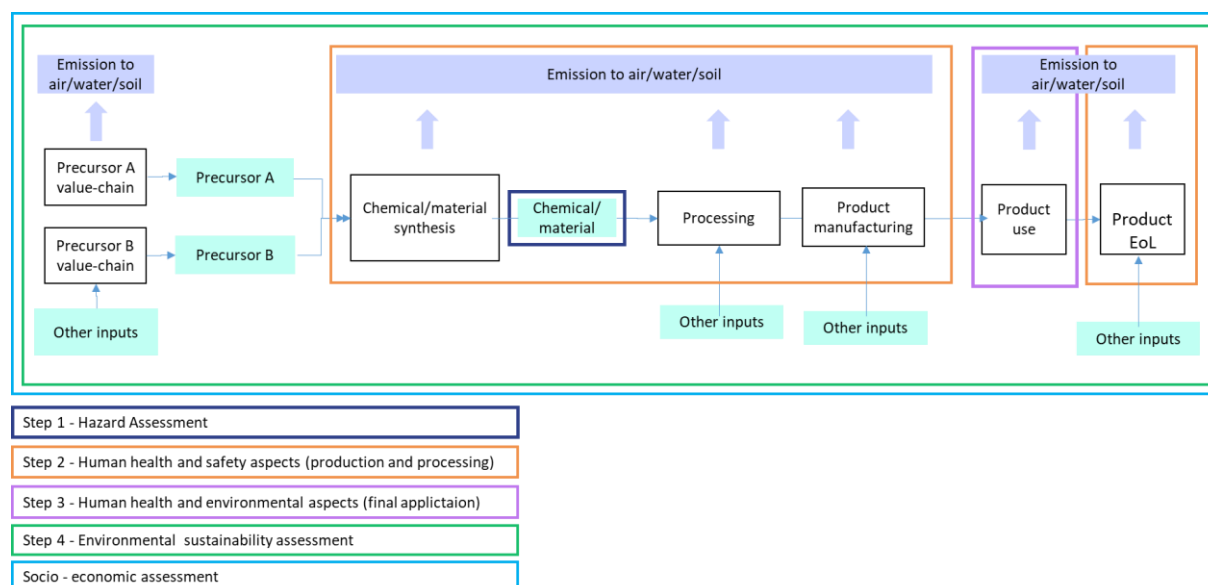 Emission to
air/water/soil
Emission to air/water/soil
Emission to
air/water/soil
Precursor A
value-chain
Precursor A
Chemical/material
synthesis
Chemical/
material
Processing
Product
manufacturing
Product
use
Product
EoL
Precursor B
value-chain
Precursor B
Other inputs
Other inputs
Other inputs
Other inputs
Step 1 - Hazard Assessment
Step 2 - Human health and safety aspects (production and processing)
Step 3 - Human health and environmental aspects (final applictaion)
Step 4 - Environmental sustainability assessment
Socio - economic assessment